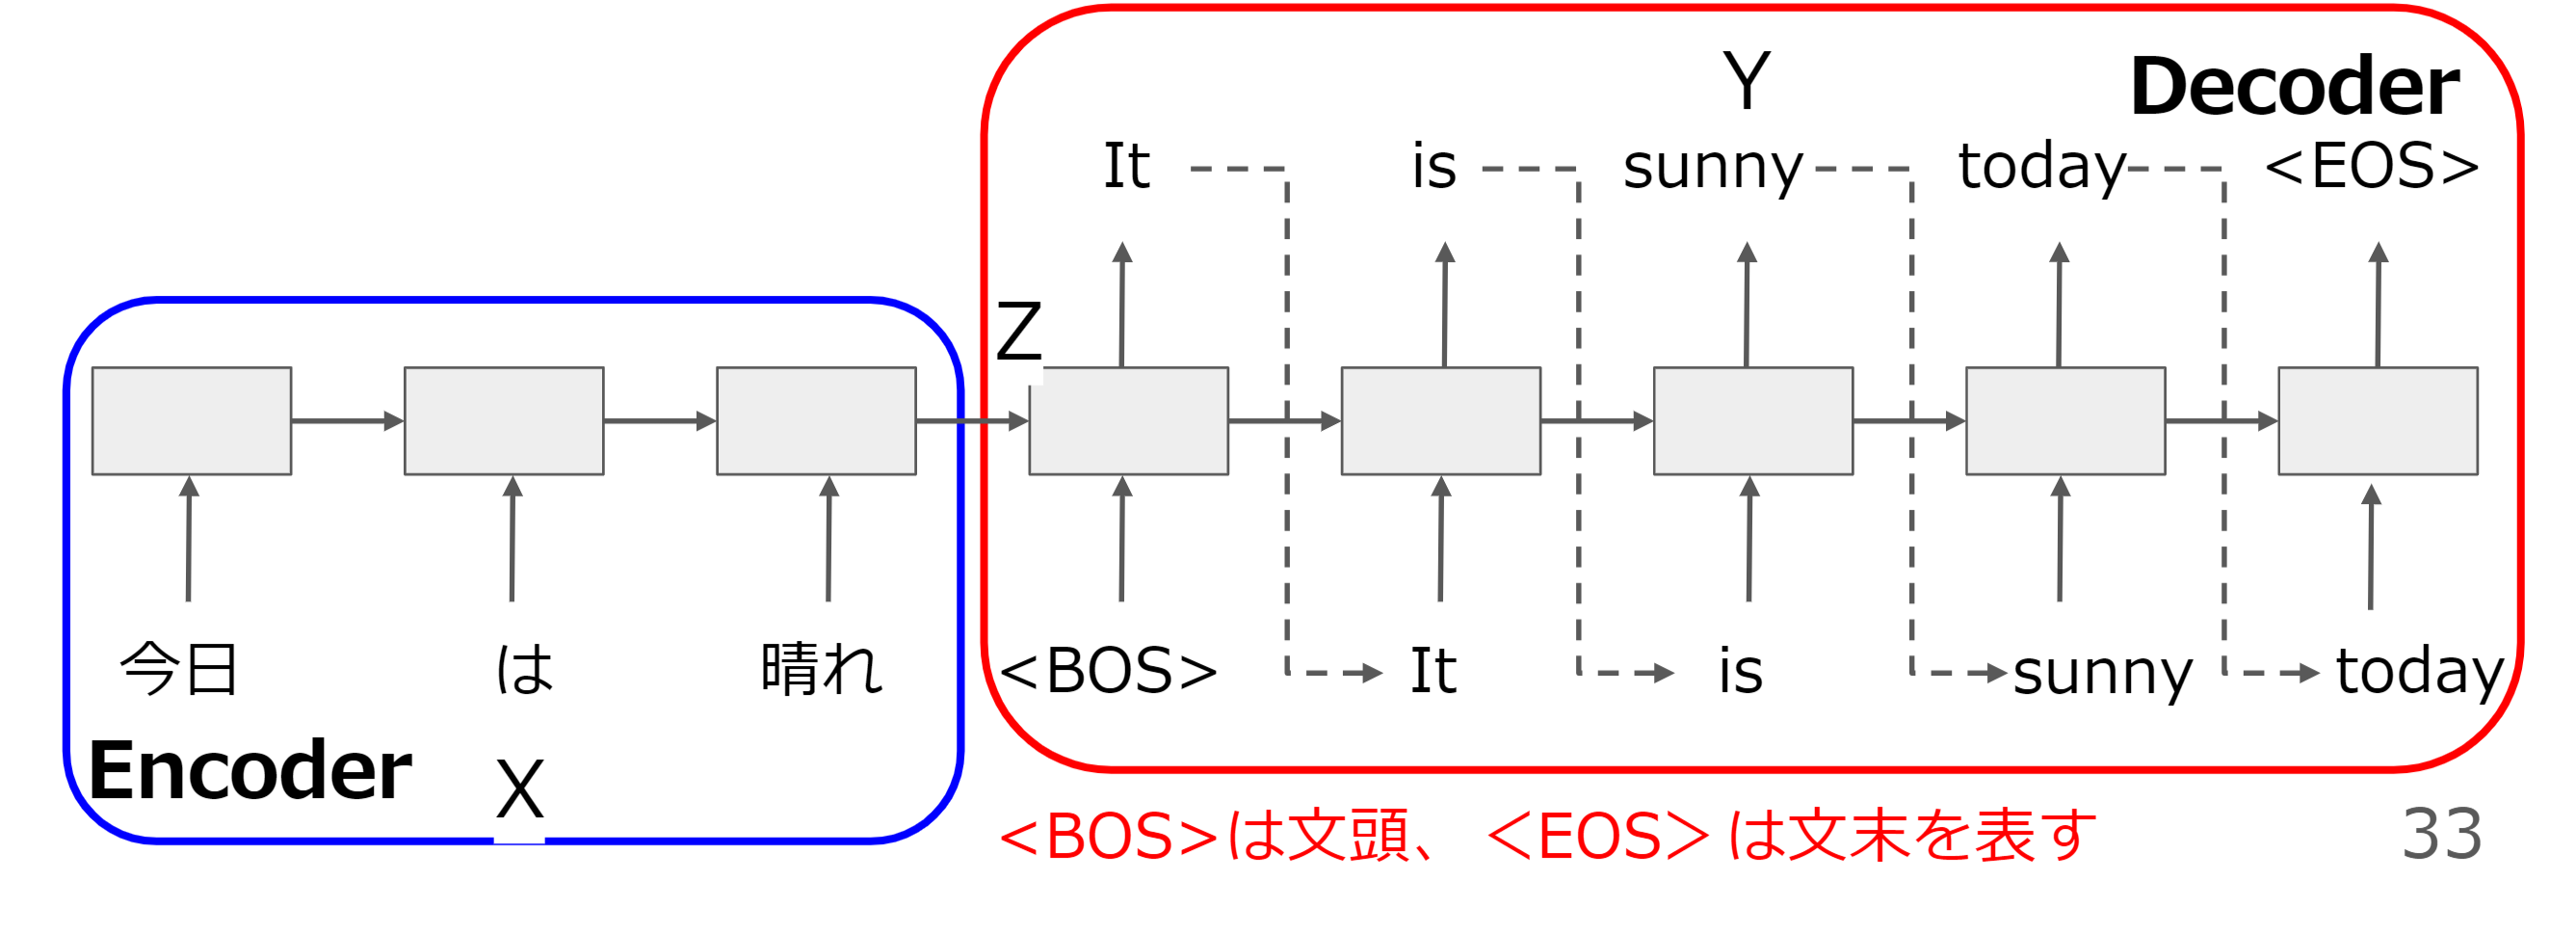 Y
Decoder
It is sunny today <EOS>
Z
今日 は 晴れ
<BOS> It is sunny today
Encoder
X
<BOS>は文頭、＜EOS＞は文末を表す
33